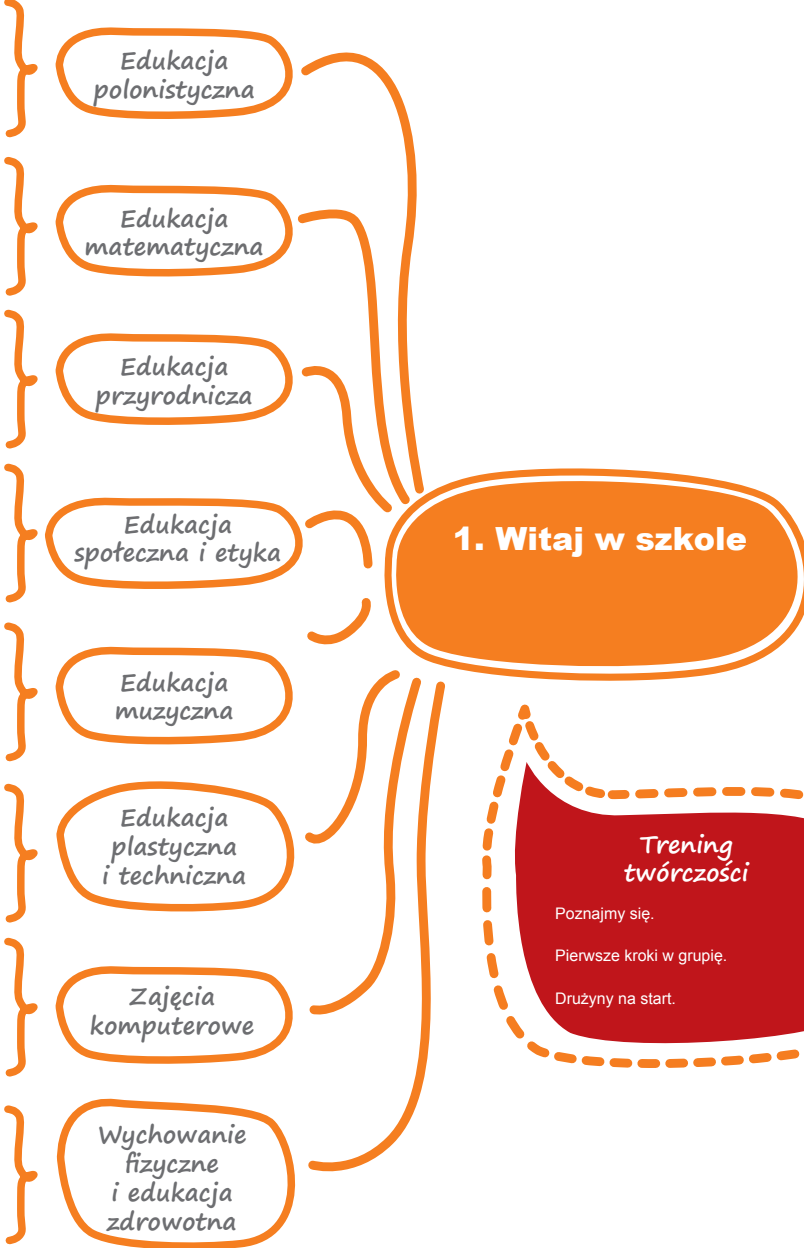 Edukacja
polonistyczna
Edukacja
matematyczna
Edukacja
przyrodnicza
Edukacja
społeczna i etyka
1. Witaj w szkole
Edukacja
muzyczna
Edukacja
plastyczna
i techniczna
Trening
twórczości
Poznajmy się.
Pierwsze kroki w grupię.
Drużyny na start.
Zajęcia
komputerowe
Wychowanie
fizyczne
i edukacja
zdrowotna